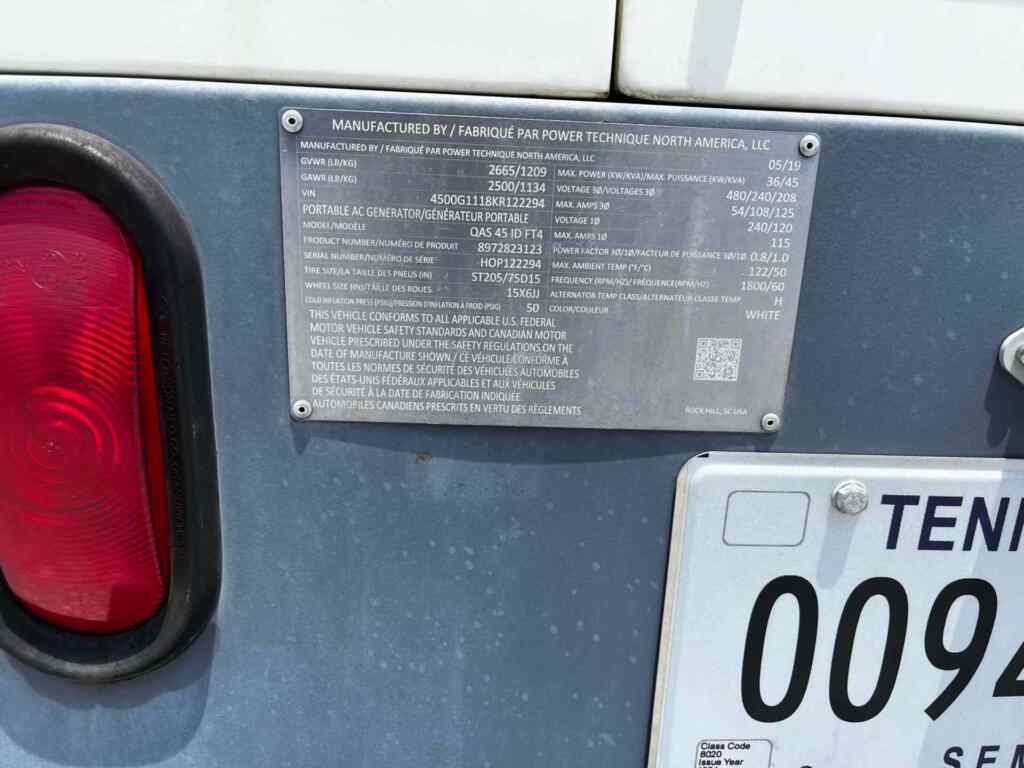 MANUFACTURED BY / FABRIQUÉ PAR POWER TECHNIQUE NORTH AMERICA, LLC
MANUFACTURED BY / FABRIQUÉ PAR POWER TECHNIQUE NORTH AMERICA, LLC 05/19
GVWR (LB/KG) 2665/1209
GAWR (LB/KG) 2500/1134
VIN 4500G1118KR122294
PORTABLE AC GENERATOR/GÉNÉRATEUR PORTABLE
MODEL/MODÈLE QAS 45 ID FT4
PRODUCT NUMBER/NUMÉRO DE PRODUIT 8972823123
SERIAL NUMBER/NUMÉRO DE SÉRIE HOP122294
TIRE SIZE/LA TAILLE DES PNEUS (IN) ST205/75D15
WHEEL SIZE (IN)/TAILLE DES ROUES 15X6JJ
COLD INFLATION PRESS (PSIG)/PRESSION D'INFLATION À FROID (PSIG) 50
MAX. POWER (KW/KVA)/MAX. PUISSANCE (KW/KVA) 36/45
VOLTAGE 3Ø/VOLTAGES 3Ø 480/240/208
MAX. AMPS 3Ø 54/108/125
VOLTAGE 1Ø 240/120
MAX. AMPS 1Ø 115
POWER FACTOR 3Ø/1Ø/FACTEUR DE PUISSANCE 3Ø/1Ø 0.8/1.0
MAX. AMBIENT TEMP (°F/°C) 122/50
FREQUENCY (RPM/HZ)/ FRÉQUENCE(RPM/HZ) 1800/60
ALTERNATOR TEMP CLASS/ALTERNATEUR CLASSE TEMP H
COLOR/COULEUR WHITE
THIS VEHICLE CONFORMS TO ALL APPLICABLE U.S. FEDERAL
MOTOR VEHICLE SAFETY STANDARDS AND CANADIAN MOTOR
VEHICLE PRESCRIBED UNDER THE SAFETY REGULATIONS ON THE
DATE OF MANUFACTURE SHOWN./ CE VÉHICULE CONFORME À
TOUTES LES NORMES DE SÉCURITÉ DES VÉHICULES AUTOMOBILES
DES ÉTATS-UNIS FÉDÉRAUX APPLICABLES ET AUX VÉHICULES
DE SÉCURITÉ À LA DATE DE FABRICATION INDIQUÉE
AUTOMOBILES CANADIENS PRESCRITS EN VERTU DES RÈGLEMENTS
ROCK HILL, SC USA
TENN
0094
SEM
Class Code
8020
Issue Year